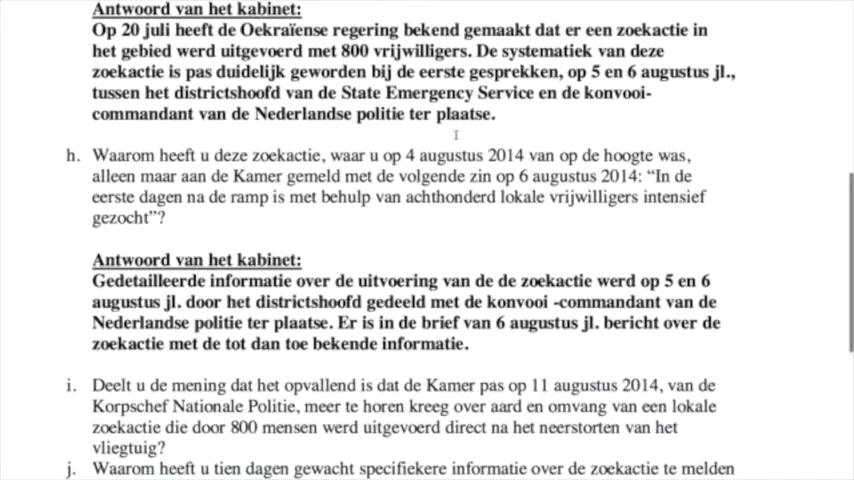 Antwoord van het kabinet:
Op 20 juli heeft de Oekraïense regering bekend gemaakt dat er een zoekactie in
het gebied werd uitgevoerd met 800 vrijwilligers. De systematiek van deze
zoekactie is pas duidelijk geworden bij de eerste gesprekken, op 5 en 6 augustus jl.,
tussen het districtshoofd van de State Emergency Service en de konvooi-
commandant van de Nederlandse politie ter plaatse.
h. Waarom heeft u deze zoekactie, waar u op 4 augustus 2014 van op de hoogte was,
alleen maar aan de Kamer gemeld met de volgende zin op 6 augustus 2014: “In de
eerste dagen na de ramp is met behulp van achthonderd lokale vrijwilligers intensief
gezocht”?
Antwoord van het kabinet:
Gedetailleerde informatie over de uitvoering van de de zoekactie werd op 5 en 6
augustus jl. door het districtshoofd gedeeld met de konvooi -commandant van de
Nederlandse politie ter plaatse. Er is in de brief van 6 augustus jl. bericht over de
zoekactie met de tot dan toe bekende informatie.
i. Deelt u de mening dat het opvallend is dat de Kamer pas op 11 augustus 2014, van de
Korpschef Nationale Politie, meer te horen kreeg over aard en omvang van een lokale
zoekactie die door 800 mensen werd uitgevoerd direct na het neerstorten van het
vliegtuig?
j. Waarom heeft u tien dagen gewacht specifiekere informatie over de zoekactie te melden